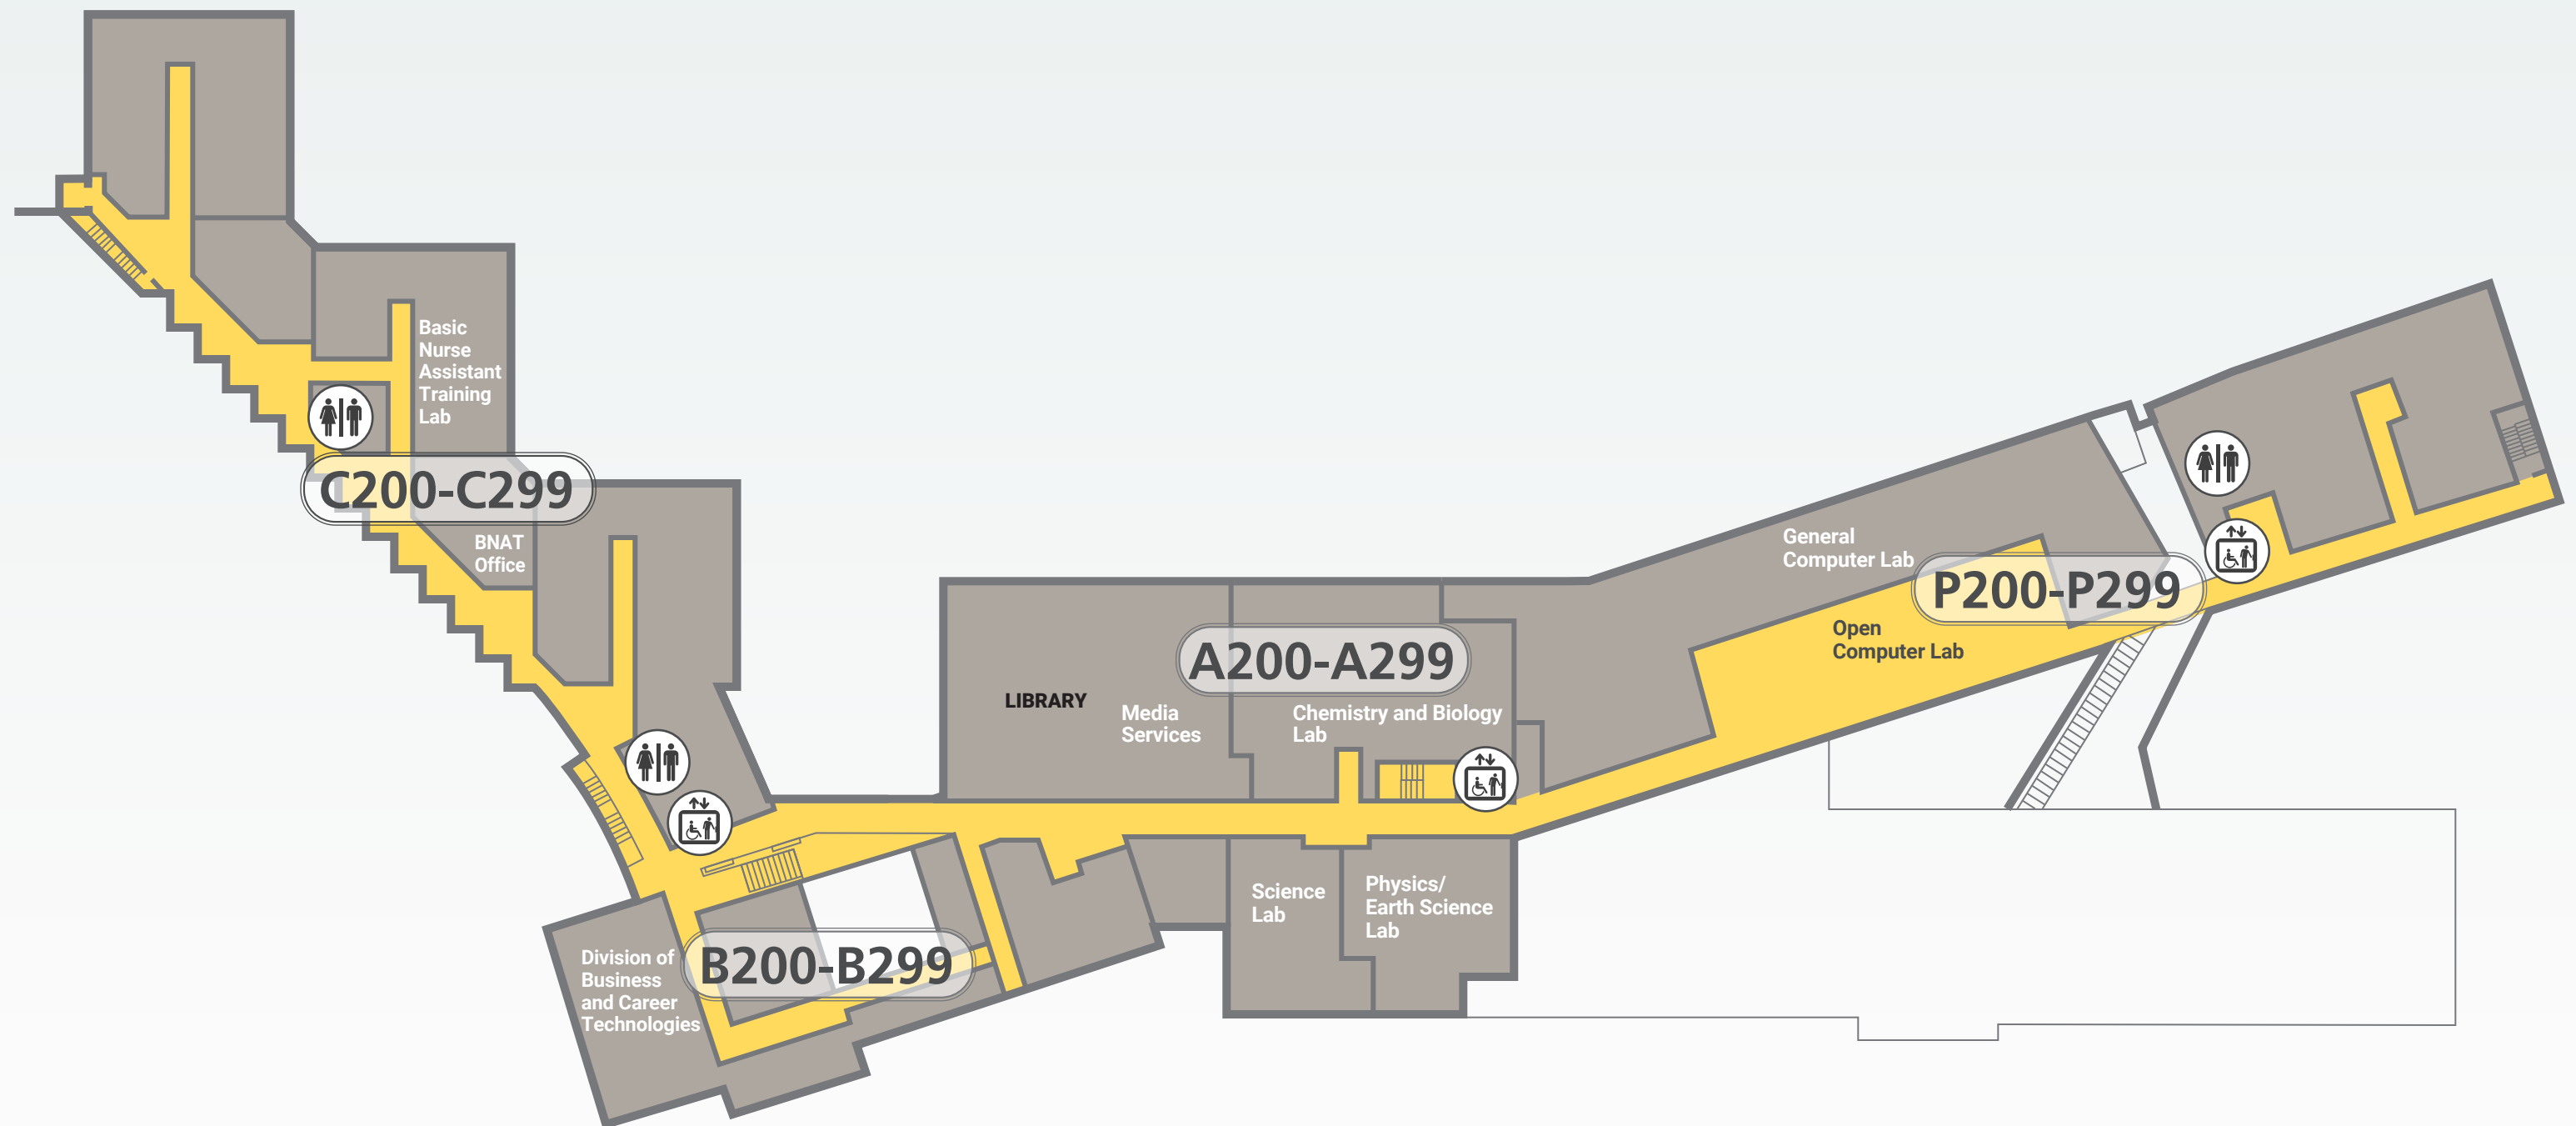 Basic
Nurse
Assistant
Training
Lab
C200-C299
BNAT
Office
General
Computer Lab
P200-P299
Open
Computer Lab
A200-A299
LIBRARY
Media
Services
Chemistry and Biology
Lab
Science
Lab
Physics/
Earth Science
Lab
Division of
Business
and Career
Technologies
B200-B299